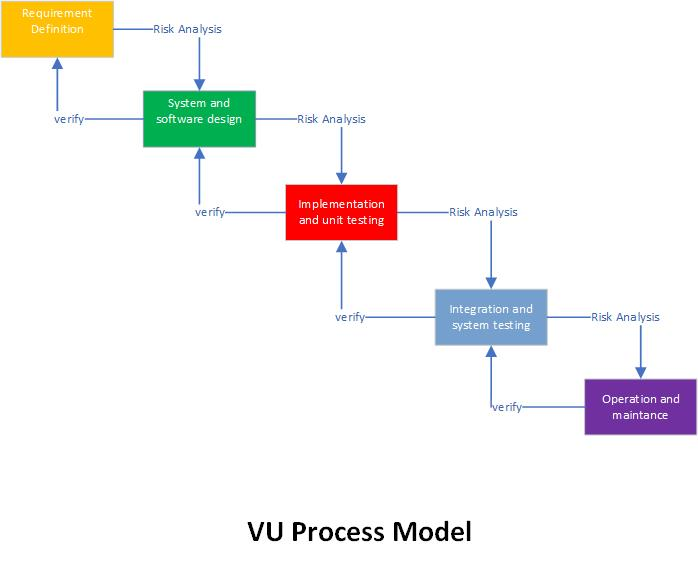 Requirement
Definition
Risk Analysis
verify
System and
software design
Risk Analysis
verify
Implementation
and unit testing
Risk Analysis
verify
Integration and
system testing
Risk Analysis
verify
Operation and
maintance
VU Process Model